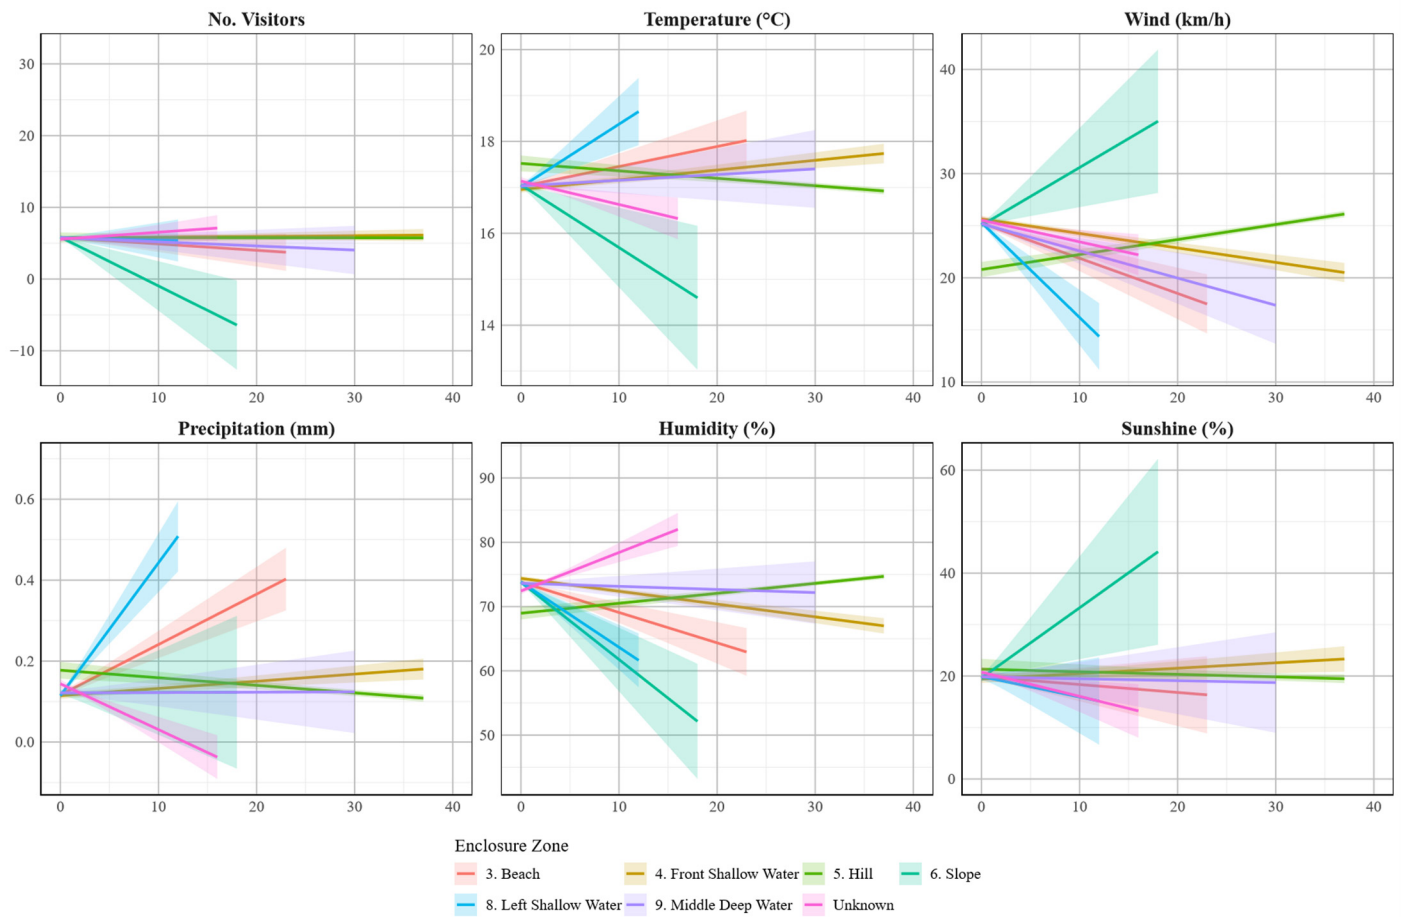 No. Visitors
Temperature (°C)
Wind (km/h)
30
20
10
0
−10
0 10 20 30 40
20
18
16
14
0 10 20 30 40
40
30
20
10
0 10 20 30 40
Precipitation (mm)
Humidity (%)
Sunshine (%)
0.6
0.4
0.2
0.0
0 10 20 30 40
90
80
70
60
50
0 10 20 30 40
60
40
20
0
0 10 20 30 40
Enclosure Zone
3. Beach 4. Front Shallow Water 5. Hill 6. Slope
8. Left Shallow Water 9. Middle Deep Water Unknown